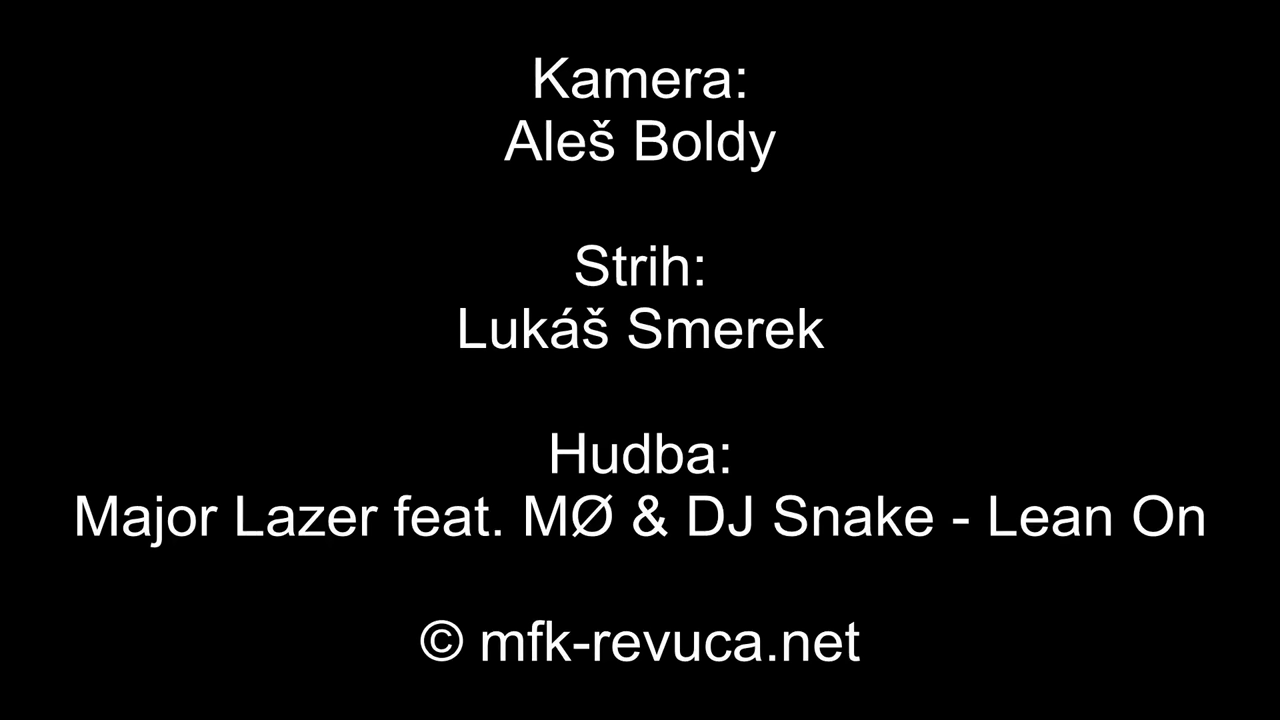 Kamera:
Aleš Boldy
Strih:
Lukáš Smerek
Hudba:
Major Lazer feat. MØ & DJ Snake - Lean On
© mfk-revuca.net